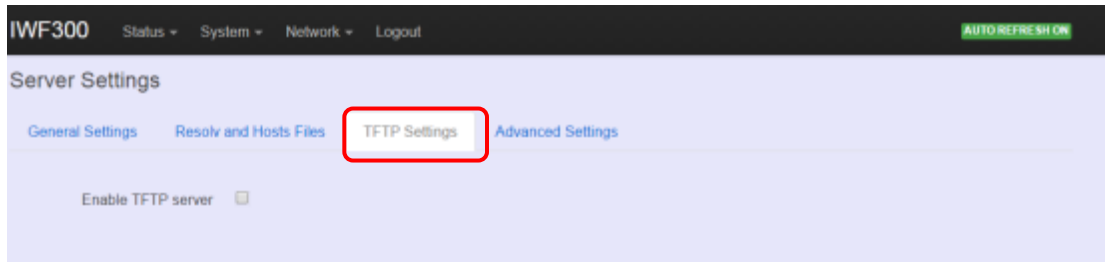 IWF300 Status System Network Logout AUTO REFRESH ON
Server Settings
General Settings Resolv and Hosts Files TFTP Settings Advanced Settings
Enable TFTP server